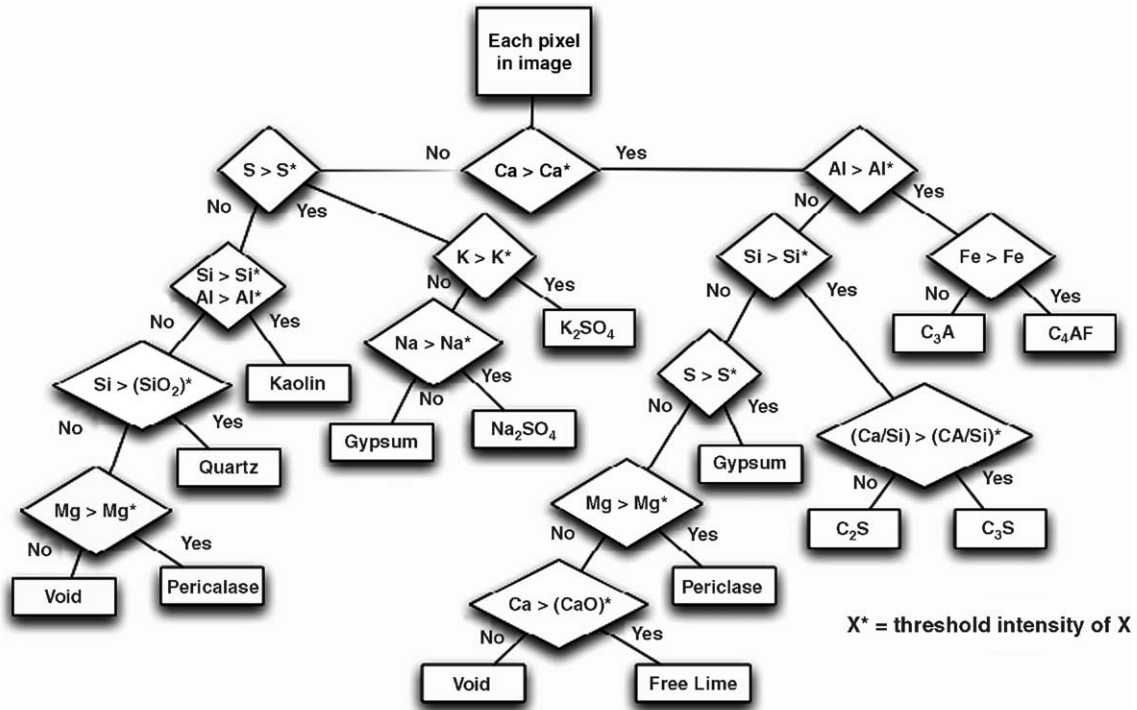 Each pixel
in image
No
Yes
S > S*
Ca > Ca*
Al > Al*
No
Yes
No
Yes
Si > Si*
Al > Al*
K > K*
Si > Si*
Fe > Fe
No
Yes
No
Yes
No
Yes
No
Yes
K₂SO₄
C₃A
C₄AF
Si > (SiO₂)*
Kaolin
Na > Na*
S > S*
No
Yes
No
Yes
No
Yes
(Ca/Si) > (CA/Si)*
Quartz
Gypsum
Na₂SO₄
Gypsum
No
Yes
Mg > Mg*
Mg > Mg*
C₂S
C₃S
No
Yes
No
Yes
Void
Pericalase
Periclase
Ca > (CaO)*
X* = threshold intensity of X
No
Yes
Void
Free Lime